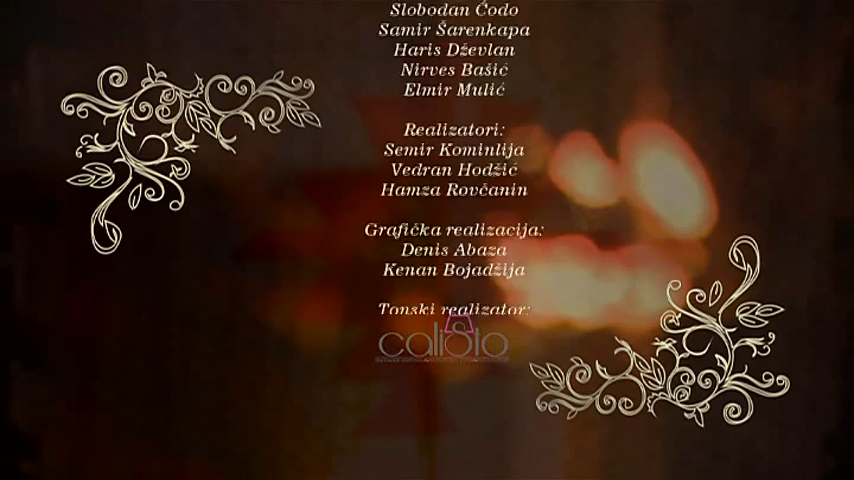 Slobodan Čodo
Samir Šarenkapa
Haris Dževlan
Nirves Bašić
Elmir Mulić
Realizatori:
Semir Kominlija
Vedran Hodžić
Hamza Rovčanin
Grafička realizacija:
Denis Abaza
Kenan Bojadžija
Tonski realizator:
calisto